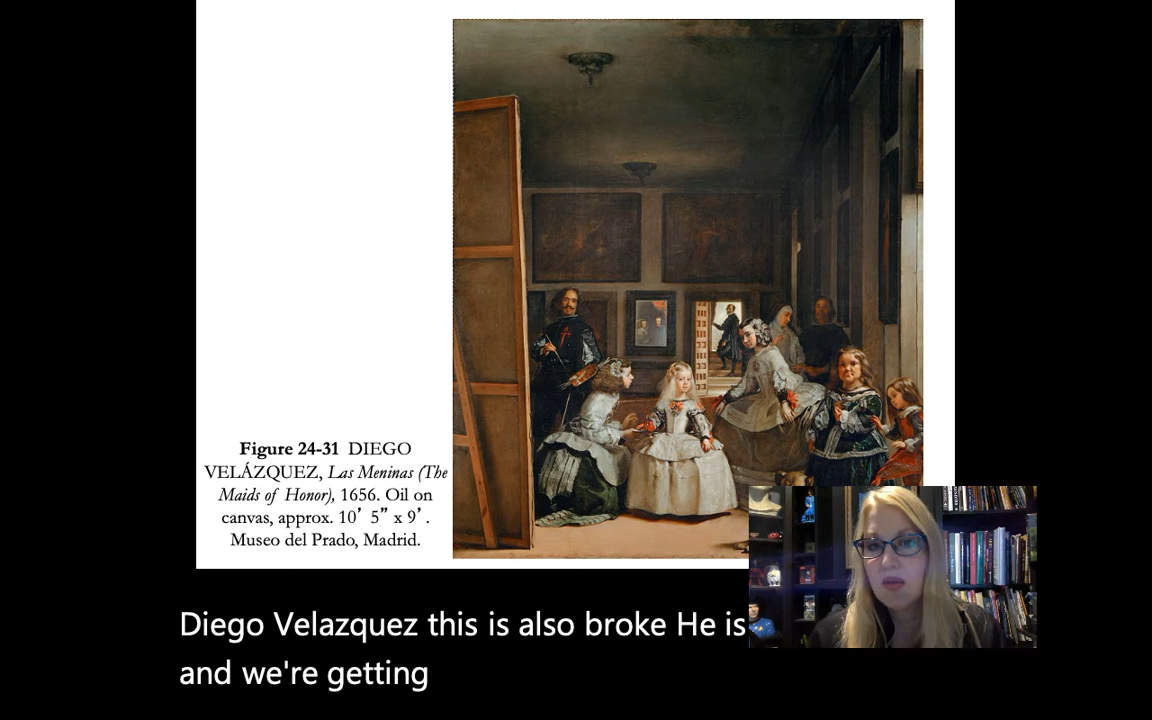 Figure 24-31 DIEGO
VELÁZQUEZ, Las Meninas (The
Maids of Honor), 1656. Oil on
canvas, approx. 10’ 5” x 9’.
Museo del Prado, Madrid.
Diego Velazquez this is also broke He is
and we're getting